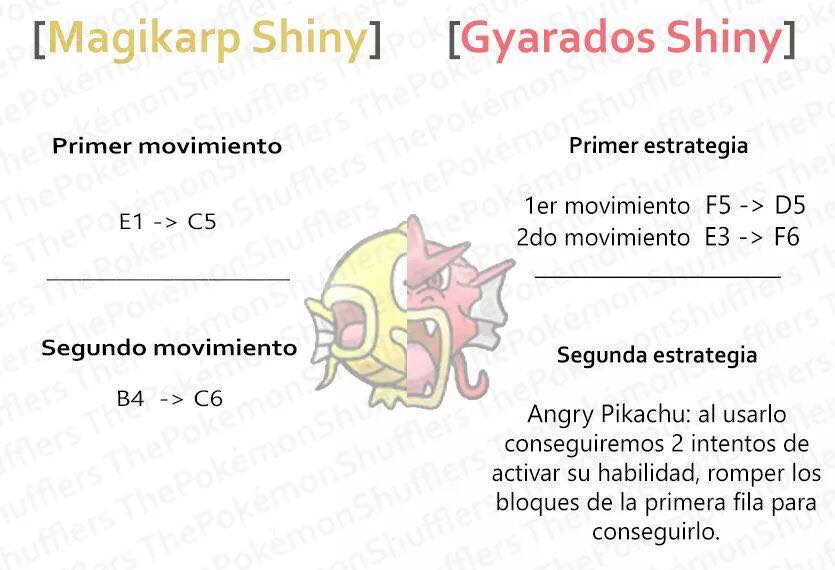 [Magikarp Shiny]
Primer movimiento
E1 -> C5
Segundo movimiento
B4 -> C6
[Gyarados Shiny]
Primer estrategia
1er movimiento F5 -> D5
2do movimiento E3 -> F6
Segunda estrategia
Angry Pikachu: al usarlo
conseguiremos 2 intentos de
activar su habilidad, romper los
bloques de la primera fila para
conseguirlo.
ThePokémonShufflers